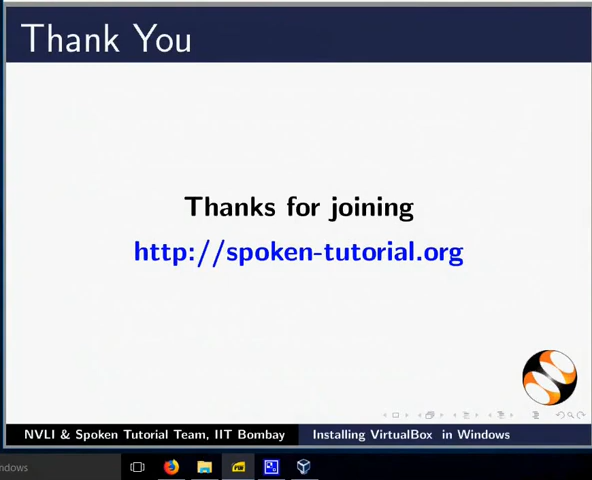 Thank You
Thanks for joining
http://spoken-tutorial.org
NVLI & Spoken Tutorial Team, IIT Bombay
Installing VirtualBox in Windows
ndows